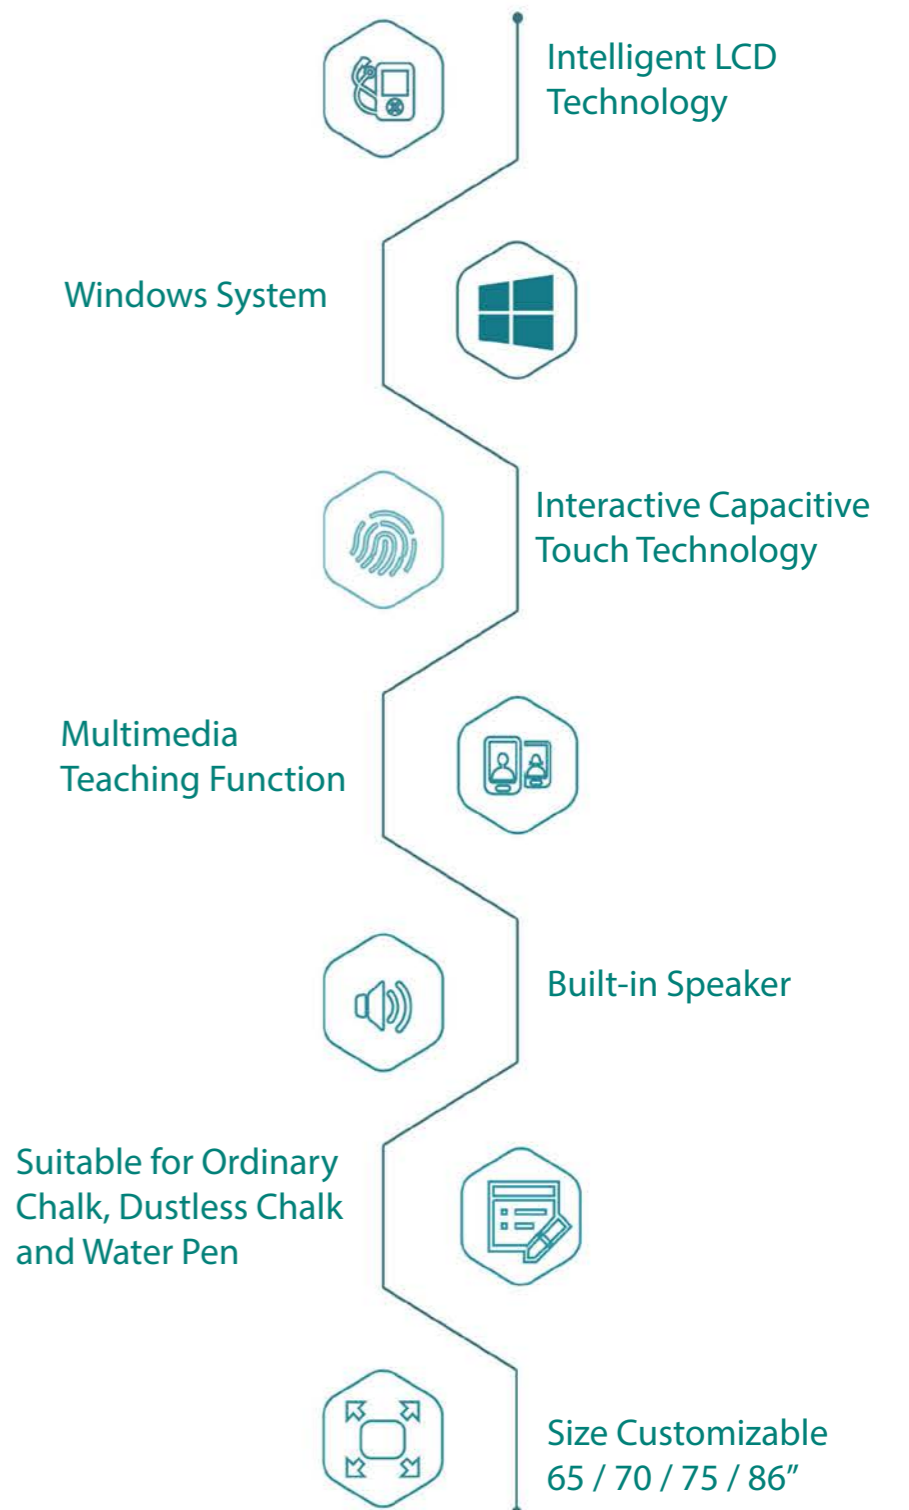 Intelligent LCD
Technology
Windows System
Interactive Capacitive
Touch Technology
Multimedia
Teaching Function
Built-in Speaker
Suitable for Ordinary
Chalk, Dustless Chalk
and Water Pen
Size Customizable
65 / 70 / 75 / 86”